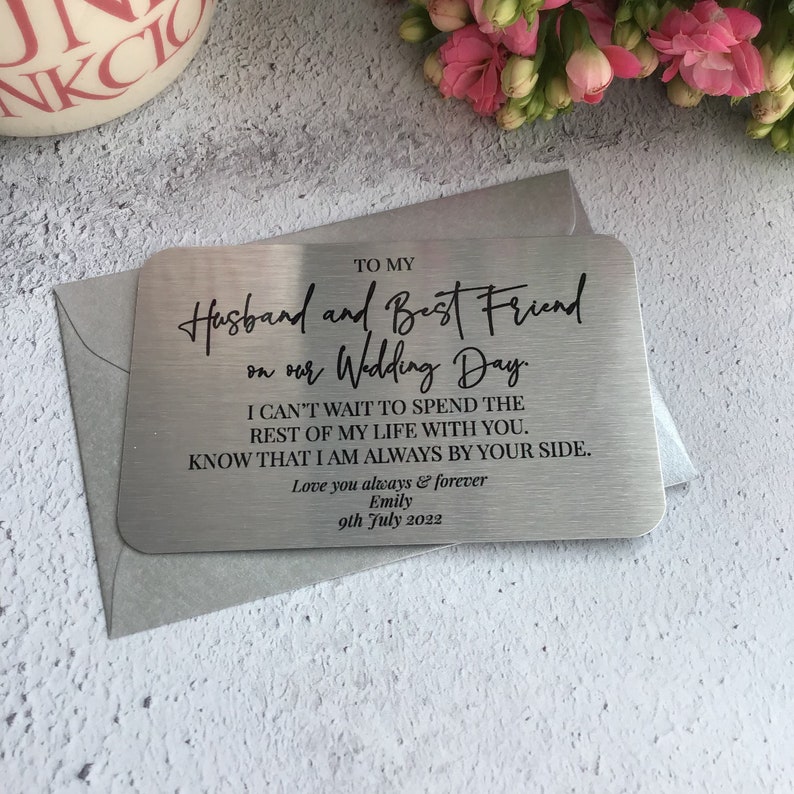 TO MY
Husband and Best Friend
on our Wedding Day.
I CAN'T WAIT TO SPEND THE
REST OF MY LIFE WITH YOU.
KNOW THAT I AM ALWAYS BY YOUR SIDE.
Love you always & forever
Emily
9th July 2022